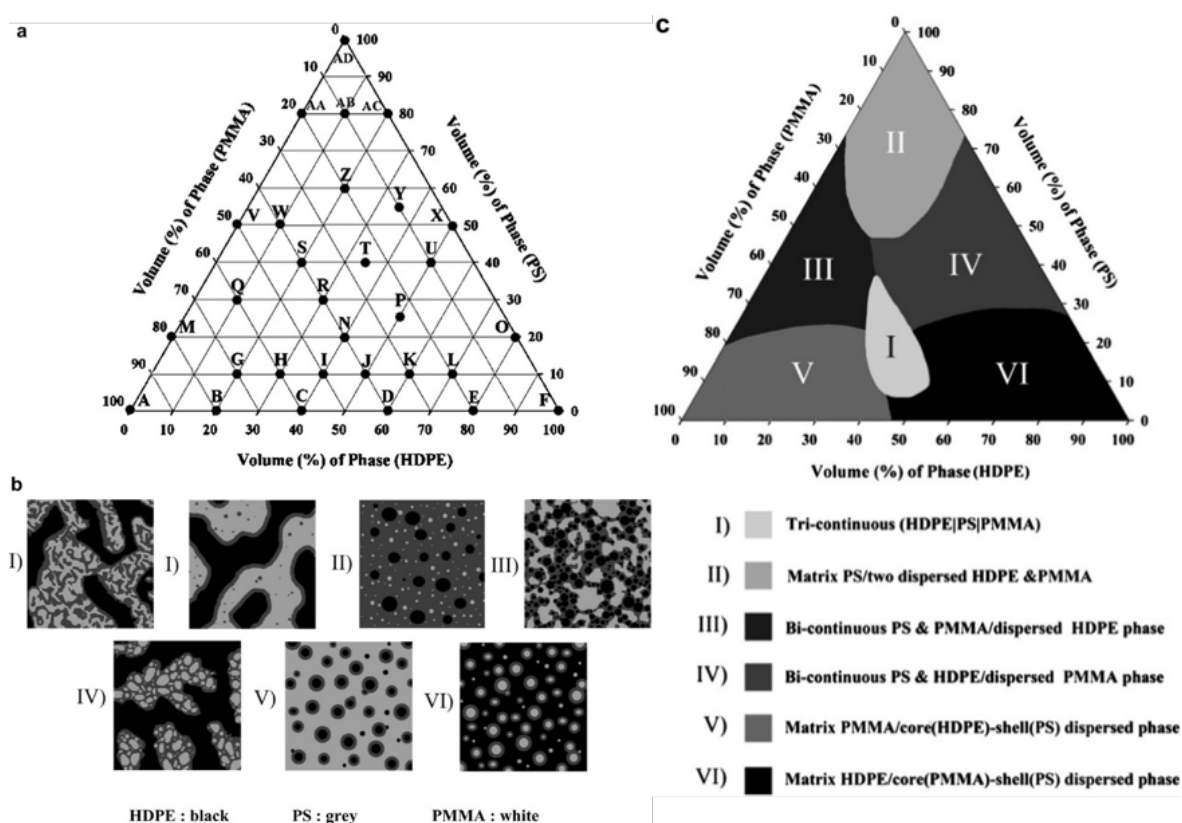 a
0
100
AD
10
90
20
AA
AB
AC
80
30
70
Z
40
60
Y
50
V
W
X
50
60
S
T
U
40
70
Q
R
30
P
80
M
N
O
20
90
G
H
I
J
K
L
10
100
A
B
C
D
E
F
0
0 10 20 30 40 50 60 70 80 90 100
Volume (%) of Phase (PMMA)
Volume (%) of Phase (PS)
Volume (%) of Phase (HDPE)
b
I)
I)
II)
III)
IV)
V)
VI)
HDPE : black PS : grey PMMA : white
c
0
100
10
90
20
80
30
70
40
60
50
50
60
40
70
30
80
20
90
10
100
0
0 10 20 30 40 50 60 70 80 90 100
Volume (%) of Phase (PMMA)
Volume (%) of Phase (PS)
Volume (%) of Phase (HDPE)
II
III
IV
I
V
VI
I) Tri-continuous (HDPE|PS|PMMA)
II) Matrix PS/two dispersed HDPE &PMMA
III) Bi-continuous PS & PMMA/dispersed HDPE phase
IV) Bi-continuous PS & HDPE/dispersed PMMA phase
V) Matrix PMMA/core(HDPE)-shell(PS) dispersed phase
VI) Matrix HDPE/core(PMMA)-shell(PS) dispersed phase